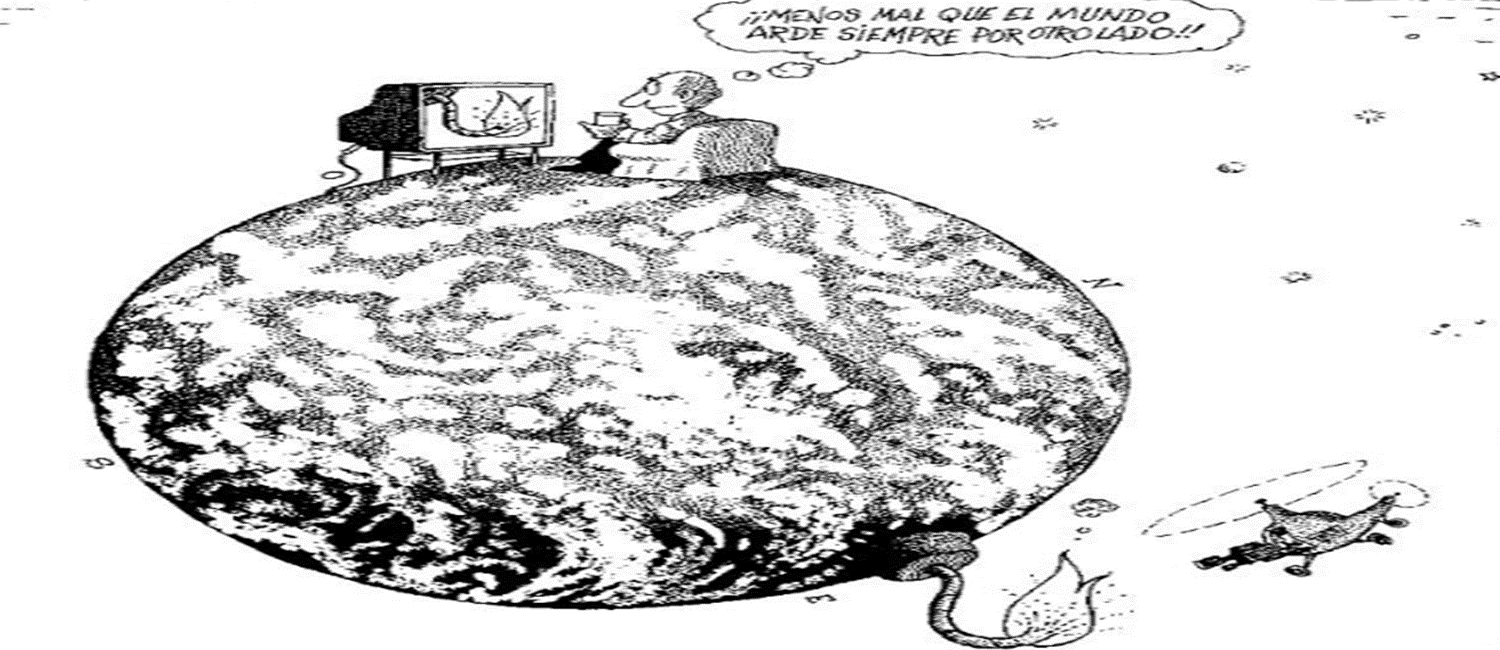 ¡¡MENOS MAL QUE EL MUNDO
ARDE SIEMPRE POR OTRO LADO!!
N
S
E